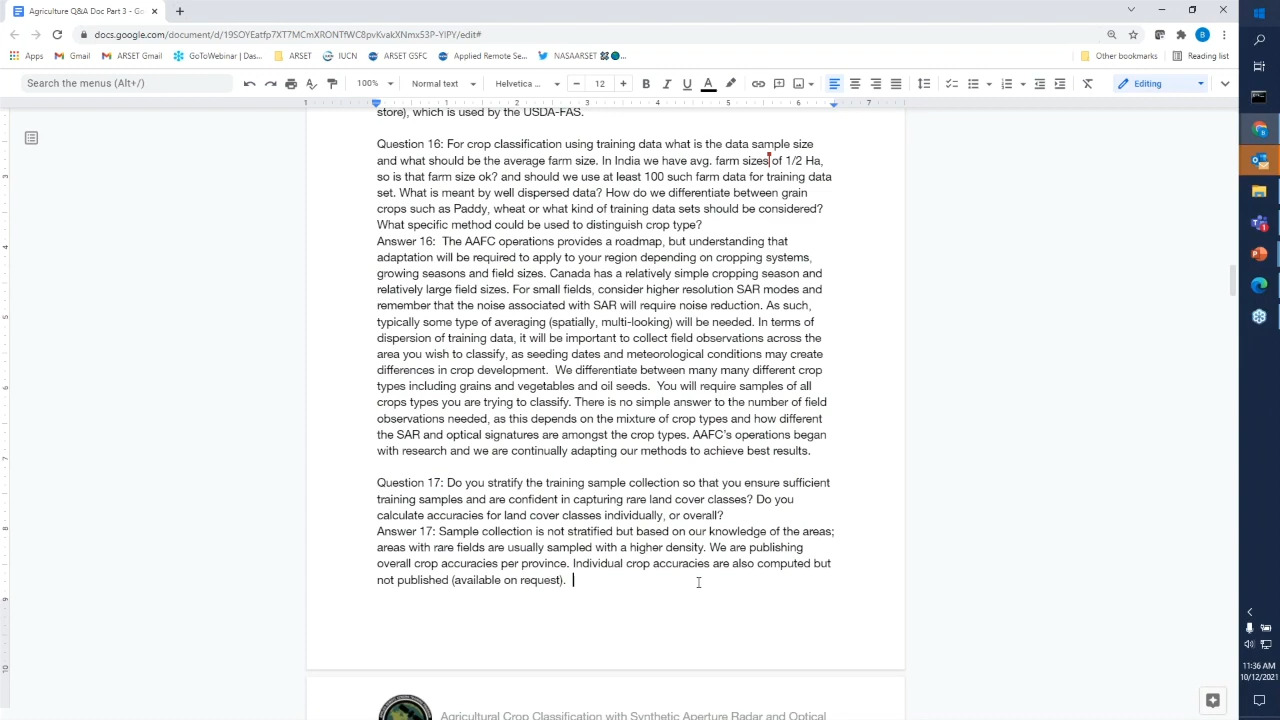 Agriculture Q&A Doc Part 3 - Go
docs.google.com/document/d/19SOYEatfp7XT7MCmXRONTfWC8pvKvakXNmx53P-YlPY/edit#
Apps Gmail ARSET Gmail GoToWebinar | Das... ARSET IUCN ARSET GSFC Applied Remote Se... NASAARSET Other bookmarks Reading list
Search the menus (Alt+/) 100% Normal text Helvetica ... 12 Editing
1 1 2 3 4 5 6 7
store), which is used by the USDA-FAS.
Question 16: For crop classification using training data what is the data sample size
and what should be the average farm size. In India we have avg. farm sizes of 1/2 Ha,
so is that farm size ok? and should we use at least 100 such farm data for training data
set. What is meant by well dispersed data? How do we differentiate between grain
crops such as Paddy, wheat or what kind of training data sets should be considered?
What specific method could be used to distinguish crop type?
Answer 16: The AAFC operations provides a roadmap, but understanding that
adaptation will be required to apply to your region depending on cropping systems,
growing seasons and field sizes. Canada has a relatively simple cropping season and
relatively large field sizes. For small fields, consider higher resolution SAR modes and
remember that the noise associated with SAR will require noise reduction. As such,
typically some type of averaging (spatially, multi-looking) will be needed. In terms of
dispersion of training data, it will be important to collect field observations across the
area you wish to classify, as seeding dates and meteorological conditions may create
differences in crop development. We differentiate between many many different crop
types including grains and vegetables and oil seeds. You will require samples of all
crops types you are trying to classify. There is no simple answer to the number of field
observations needed, as this depends on the mixture of crop types and how different
the SAR and optical signatures are amongst the crop types. AAFC's operations began
with research and we are continually adapting our methods to achieve best results.
Question 17: Do you stratify the training sample collection so that you ensure sufficient
training samples and are confident in capturing rare land cover classes? Do you
calculate accuracies for land cover classes individually, or overall?
Answer 17: Sample collection is not stratified but based on our knowledge of the areas;
areas with rare fields are usually sampled with a higher density. We are publishing
overall crop accuracies per province. Individual crop accuracies are also computed but
not published (available on request).
Agricultural Crop Classification with Synthetic Aperture Radar and Optical
11:36 AM
10/12/2021